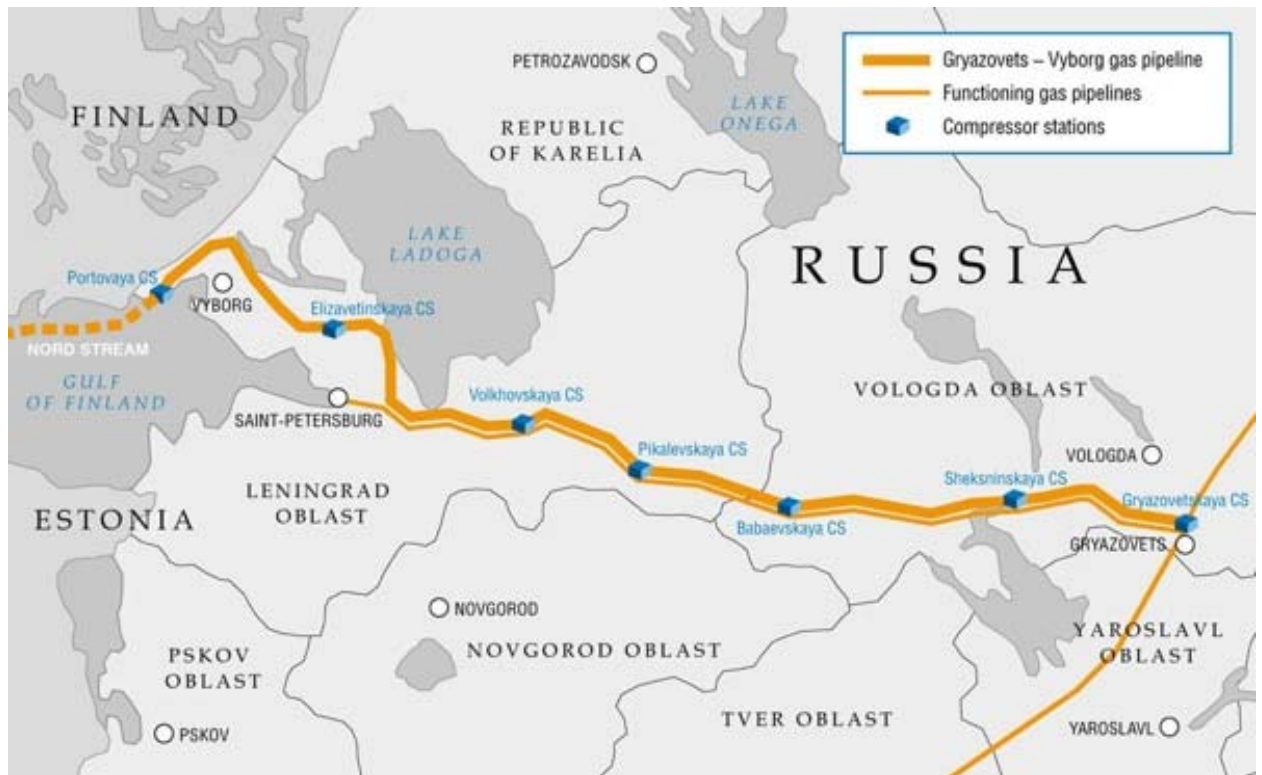 PETROZAVODSK
Gryazovets – Vyborg gas pipeline
Functioning gas pipelines
Compressor stations
FINLAND
REPUBLIC
OF KARELIA
LAKE
ONEGA
LAKE
LADOGA
RUSSIA
Portovaya CS
VYBORG
Elizavetinskaya CS
NORD STREAM
GULF
OF FINLAND
SAINT-PETERSBURG
Volkhovskaya CS
VOLOGDA OBLAST
Pikalevskaya CS
VOLOGDA
Sheksninskaya CS
Gryazovetskaya CS
LENINGRAD
OBLAST
ESTONIA
Babaevskaya CS
GRYAZOVETS
NOVGOROD
NOVGOROD OBLAST
YAROSLAVL
OBLAST
PSKOV
OBLAST
TVER OBLAST
YAROSLAVL
PSKOV